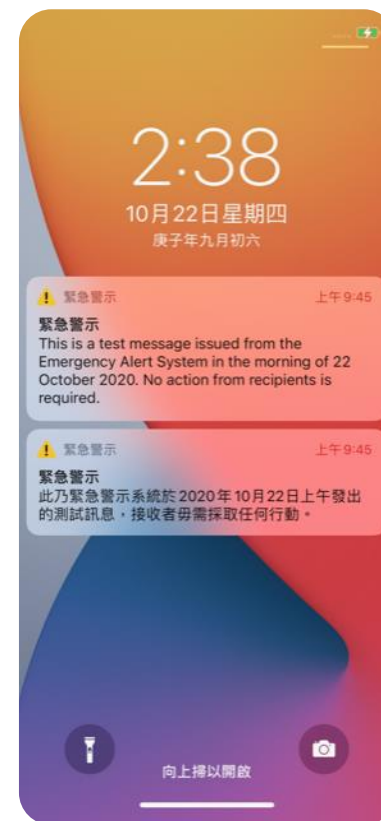 2:38
10月22日星期四
庚子年九月初六
緊急警示 上午9:45
緊急警示
This is a test message issued from the
Emergency Alert System in the morning of 22
October 2020. No action from recipients is
required.
緊急警示 上午9:45
緊急警示
此乃緊急警示系統於2020年10月22日上午發出
的測試訊息，接收者毋需採取任何行動。
向上掃以開啟